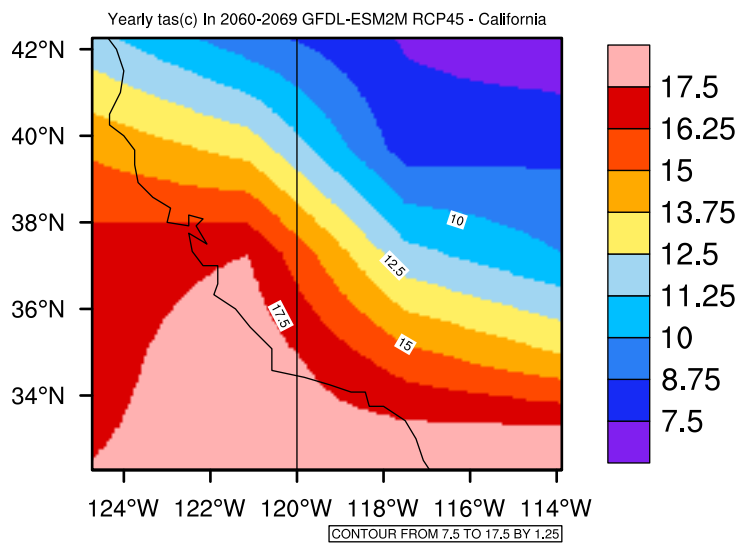 Yearly tas(c) In 2060-2069 GFDL-ESM2M RCP45 - California
42°N
40°N
38°N
36°N
34°N
10
12.5
17.5
15
17.5
16.25
15
13.75
12.5
11.25
10
8.75
7.5
124°W 122°W 120°W 118°W 116°W 114°W
CONTOUR FROM 7.5 TO 17.5 BY 1.25